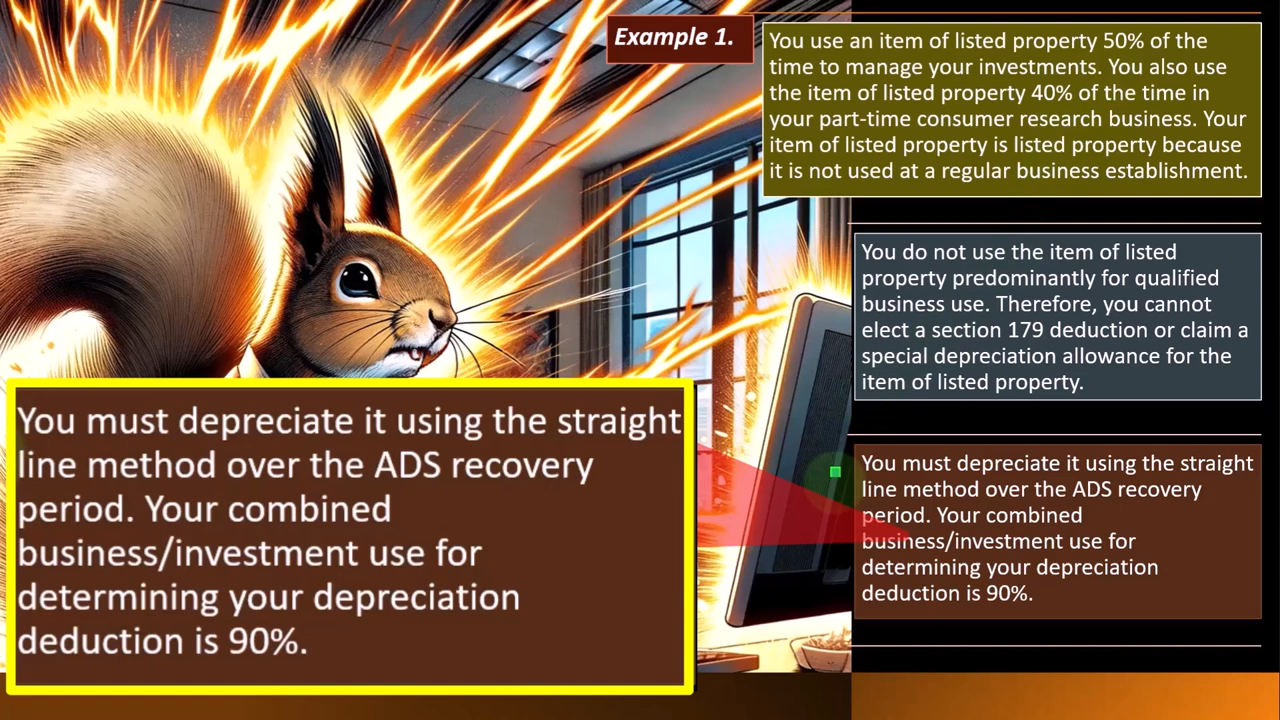 Example 1.
You use an item of listed property 50% of the
time to manage your investments. You also use
the item of listed property 40% of the time in
your part-time consumer research business. Your
item of listed property is listed property because
it is not used at a regular business establishment.
You do not use the item of listed
property predominantly for qualified
business use. Therefore, you cannot
elect a section 179 deduction or claim a
special depreciation allowance for the
item of listed property.
You must depreciate it using the straight
line method over the ADS recovery
period. Your combined
business/investment use for
determining your depreciation
deduction is 90%.
You must depreciate it using the straight
line method over the ADS recovery
period. Your combined
business/investment use for
determining your depreciation
deduction is 90%.